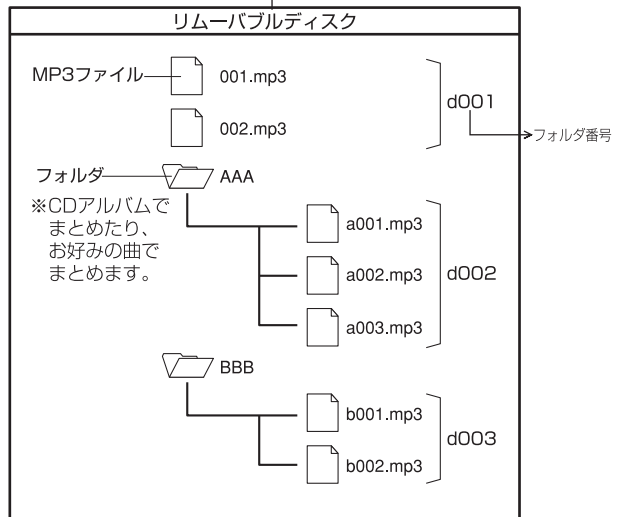 リムーバブルディスク
MP3ファイル
001.mp3
002.mp3
d001
フォルダ番号
フォルダ
AAA
※CDアルバムで
まとめたり、
お好みの曲で
まとめます。
a001.mp3
a002.mp3
a003.mp3
d002
BBB
b001.mp3
b002.mp3
d003